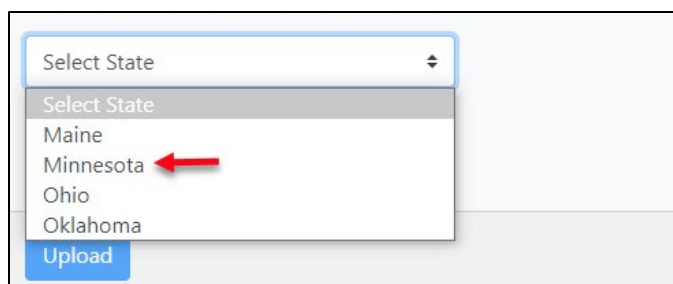 Select State
Select State
Maine
Minnesota
Ohio
Oklahoma
Upload